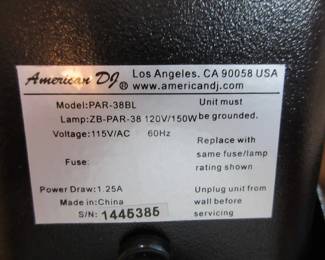 American DJ® Los Angeles, CA 90058 USA
www.americandj.com
Model:PAR-38BL
Lamp:ZB-PAR-38 120V/150W
Voltage:115V/AC 60Hz
Fuse:
Power Draw:1.25A
Made in:China
S/N: 1445385
Unit must
be grounded.
Replace with
same fuse/lamp
rating shown
Unplug unit from
wall before
servicing